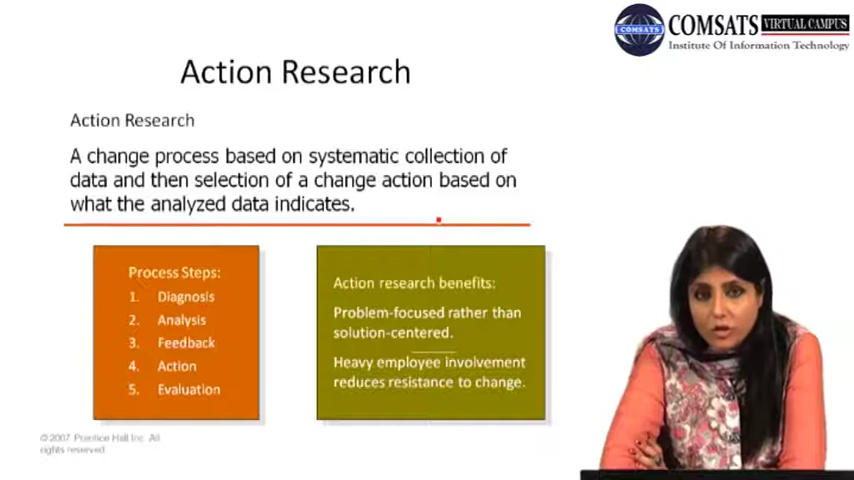 COMSATS VIRTUAL CAMPUS
Institute Of Information Technology
COMSATS
Action Research
Action Research
A change process based on systematic collection of
data and then selection of a change action based on
what the analyzed data indicates.
Process Steps:
1. Diagnosis
2. Analysis
3. Feedback
4. Action
5. Evaluation
Action research benefits:
Problem-focused rather than
solution-centered.
Heavy employee involvement
reduces resistance to change.
© 2007 Prentice Hall Inc. All
rights reserved.